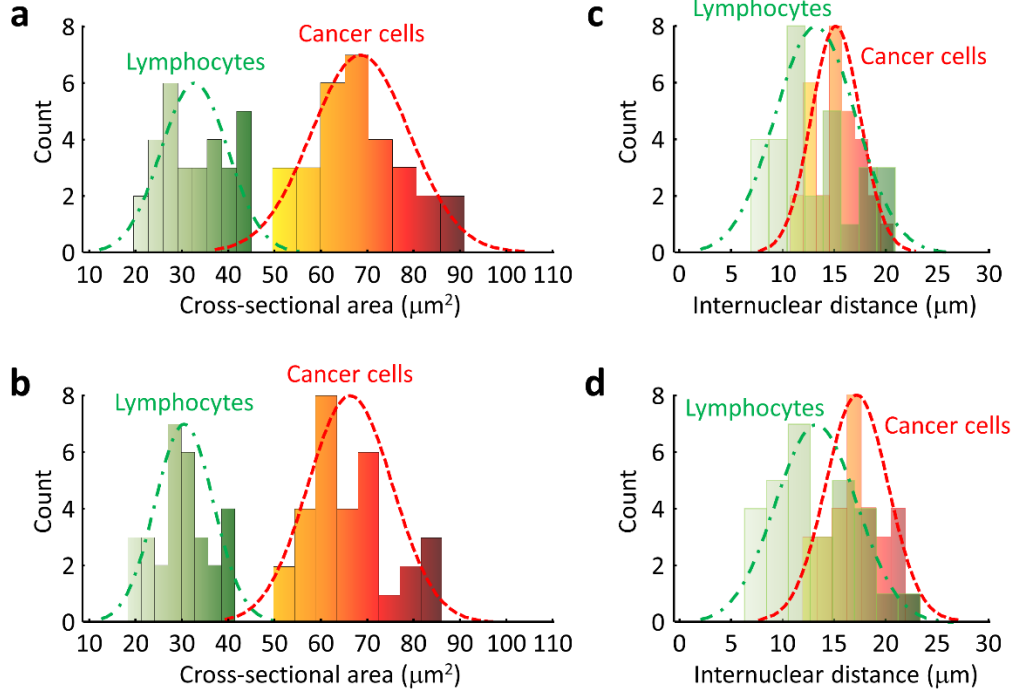 a
8
6
4
2
0
Count
Lymphocytes
Cancer cells
10 20 30 40 50 60 70 80 90 100 110
Cross-sectional area (μm²)
c
8
6
4
2
0
Count
Lymphocytes
Cancer cells
0 5 10 15 20 25 30
Internuclear distance (μm)
b
8
6
4
2
0
Count
Lymphocytes
Cancer cells
10 20 30 40 50 60 70 80 90 100 110
Cross-sectional area (μm²)
d
8
6
4
2
0
Count
Lymphocytes
Cancer cells
0 5 10 15 20 25 30
Internuclear distance (μm)